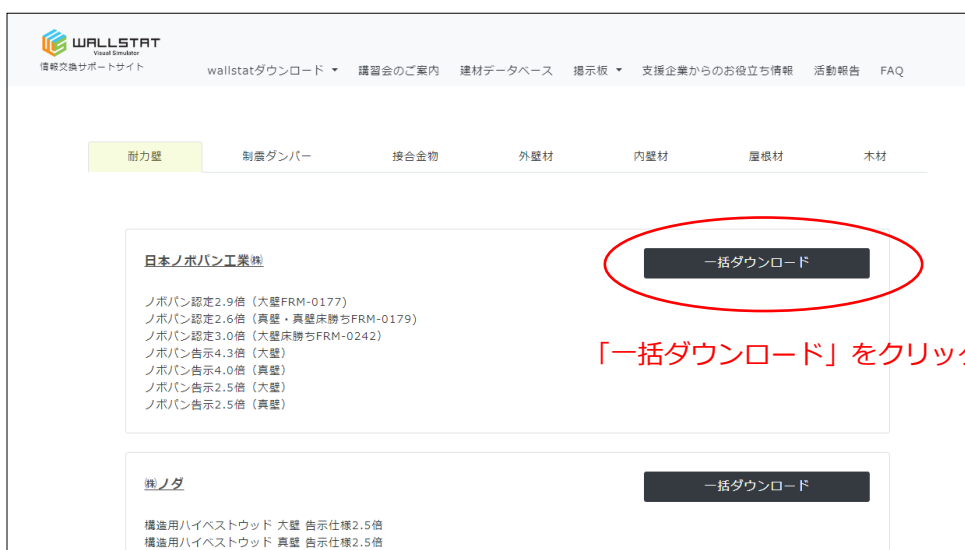 WALLSTAT
Visual Simulator
情報交換サポートサイト
wallstatダウンロード 講習会のご案内 建材データベース 掲示板 支援企業からのお役立ち情報 活動報告 FAQ
耐力壁 制震ダンパー 接合金物 外壁材 内壁材 屋根材 木材
日本ノボパン工業㈱ 一括ダウンロード
ノボパン認定2.9倍（大壁FRM-0177)
ノボパン認定2.6倍（真壁・真壁床勝ちFRM-0179)
ノボパン認定3.0倍（大壁床勝ちFRM-0242）
ノボパン告示4.3倍（大壁）
「一括ダウンロード」をクリック
ノボパン告示4.0倍（真壁）
ノボパン告示2.5倍（大壁）
ノボパン告示2.5倍（真壁）
㈱ノダ 一括ダウンロード
構造用ハイベストウッド 大壁 告示仕様2.5倍
構造用ハイベストウッド 真壁 告示仕様2.5倍